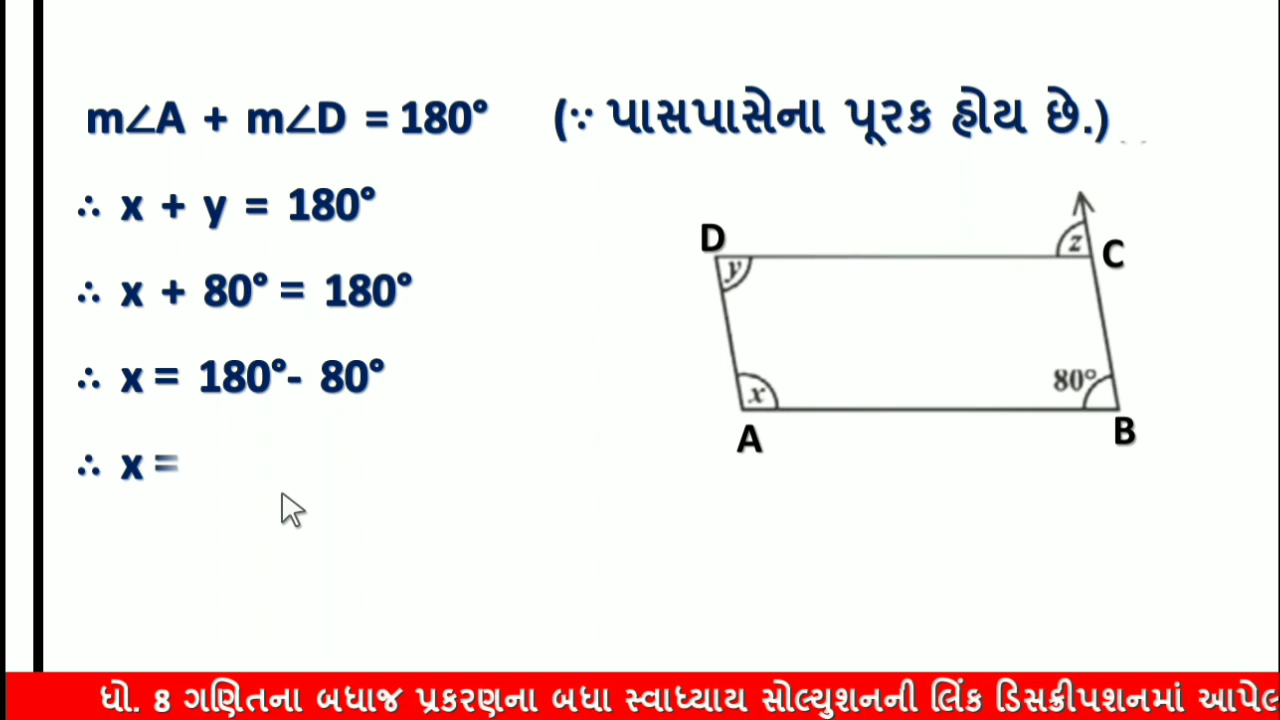 m∠A + m∠D = 180° (∵ પાસપાસેના પૂરક હોય છે.)
∴ x + y = 180°
∴ x + 80° = 180°
∴ x = 180°- 80°
∴ x =
D
y
z
C
x
80°
A
B
ધો. 8 ગણિતના બધાજ પ્રકરણના બધા સ્વાધ્યાય સોલ્યુશનની લિંક ડિસક્રીપશનમાં આપેલ